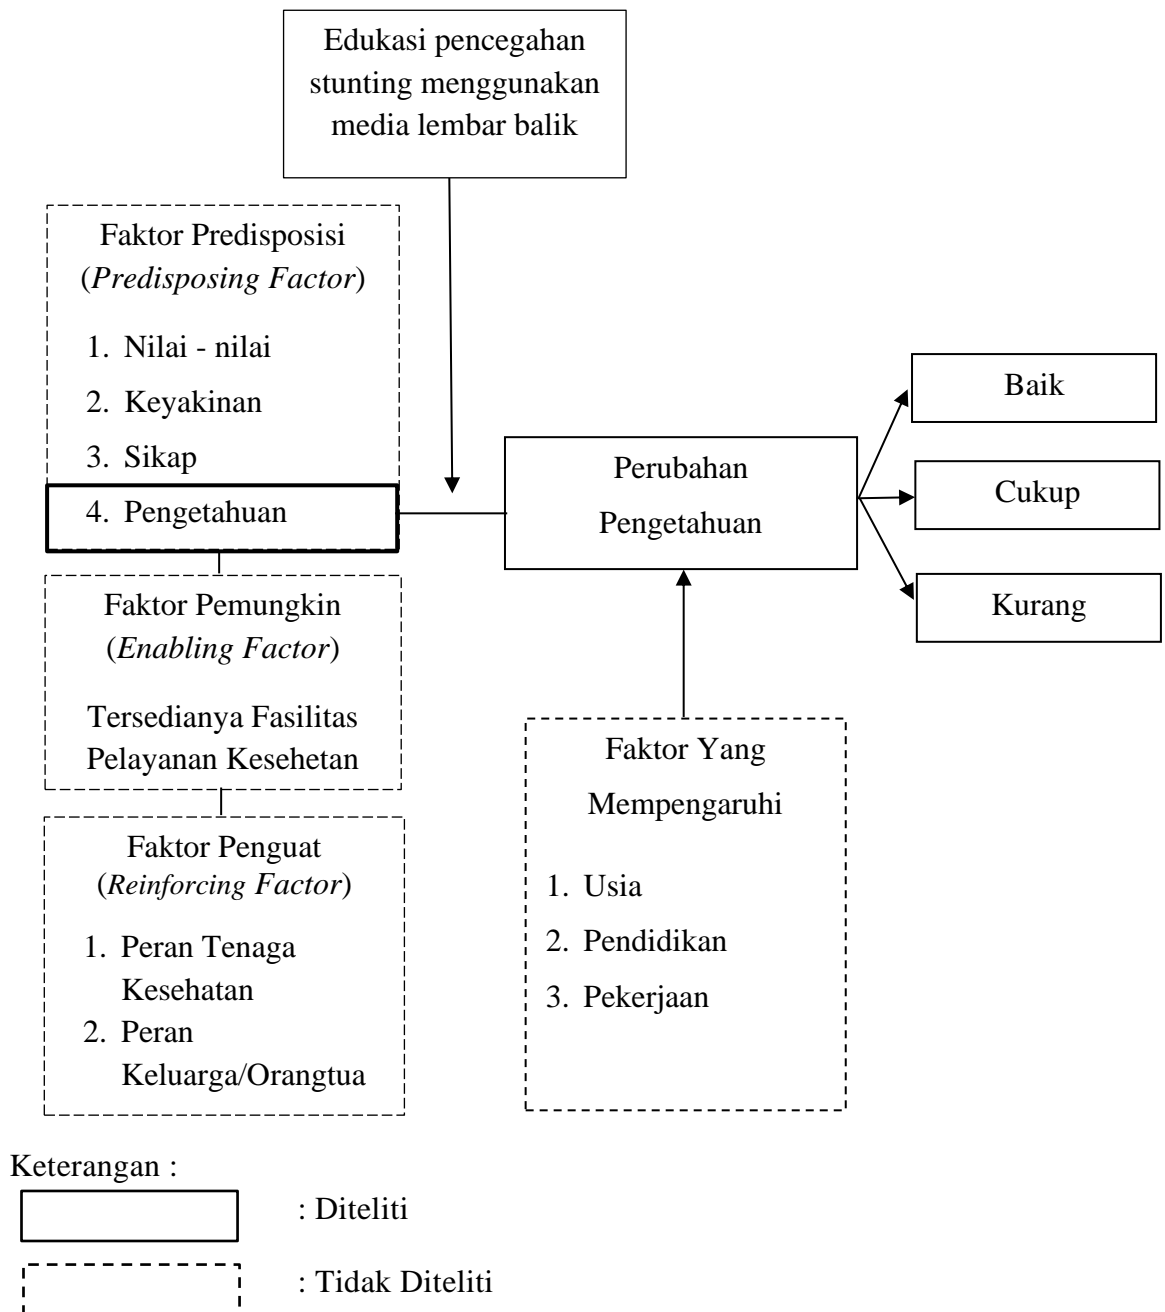 Edukasi pencegahan
stunting menggunakan
media lembar balik
Faktor Predisposisi
(Predisposing Factor)
1. Nilai - nilai
2. Keyakinan
3. Sikap
4. Pengetahuan
Faktor Pemungkin
(Enabling Factor)
Tersedianya Fasilitas
Pelayanan Kesehetan
Faktor Penguat
(Reinforcing Factor)
1. Peran Tenaga
Kesehatan
2. Peran
Keluarga/Orangtua
Perubahan
Pengetahuan
Baik
Cukup
Kurang
Faktor Yang
Mempengaruhi
1. Usia
2. Pendidikan
3. Pekerjaan
Keterangan :
: Diteliti
: Tidak Diteliti